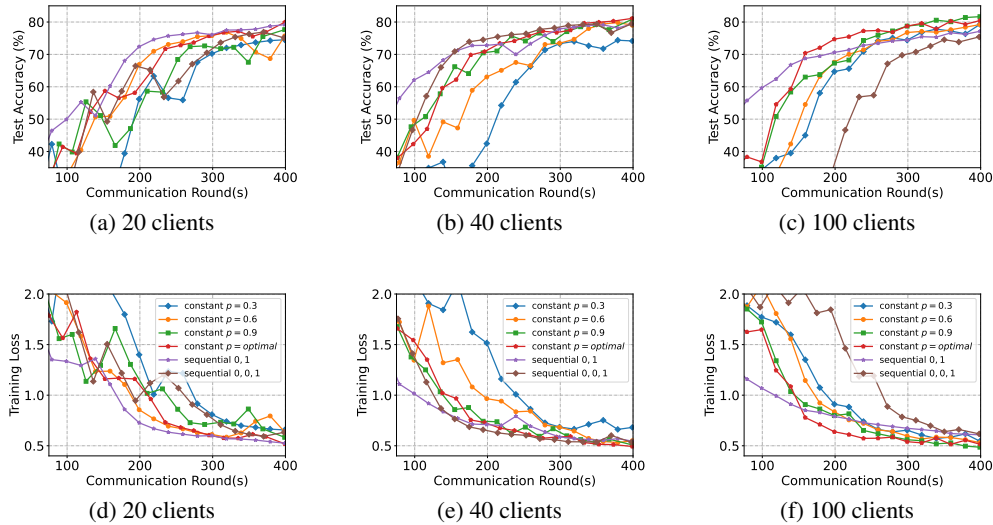 Test Accuracy (%)
80
70
60
50
40
100
200
300
400
Communication Round(s)
(a) 20 clients
Test Accuracy (%)
80
70
60
50
40
100
200
300
400
Communication Round(s)
(b) 40 clients
Test Accuracy (%)
80
70
60
50
40
100
200
300
400
Communication Round(s)
(c) 100 clients
Training Loss
2.0
1.5
1.0
0.5
constant p = 0.3
constant p = 0.6
constant p = 0.9
constant p = optimal
sequential 0, 1
sequential 0, 0, 1
100
200
300
400
Communication Round(s)
(d) 20 clients
Training Loss
2.0
1.5
1.0
0.5
constant p = 0.3
constant p = 0.6
constant p = 0.9
constant p = optimal
sequential 0, 1
sequential 0, 0, 1
100
200
300
400
Communication Round(s)
(e) 40 clients
Training Loss
2.0
1.5
1.0
0.5
constant p = 0.3
constant p = 0.6
constant p = 0.9
constant p = optimal
sequential 0, 1
sequential 0, 0, 1
100
200
300
400
Communication Round(s)
(f) 100 clients